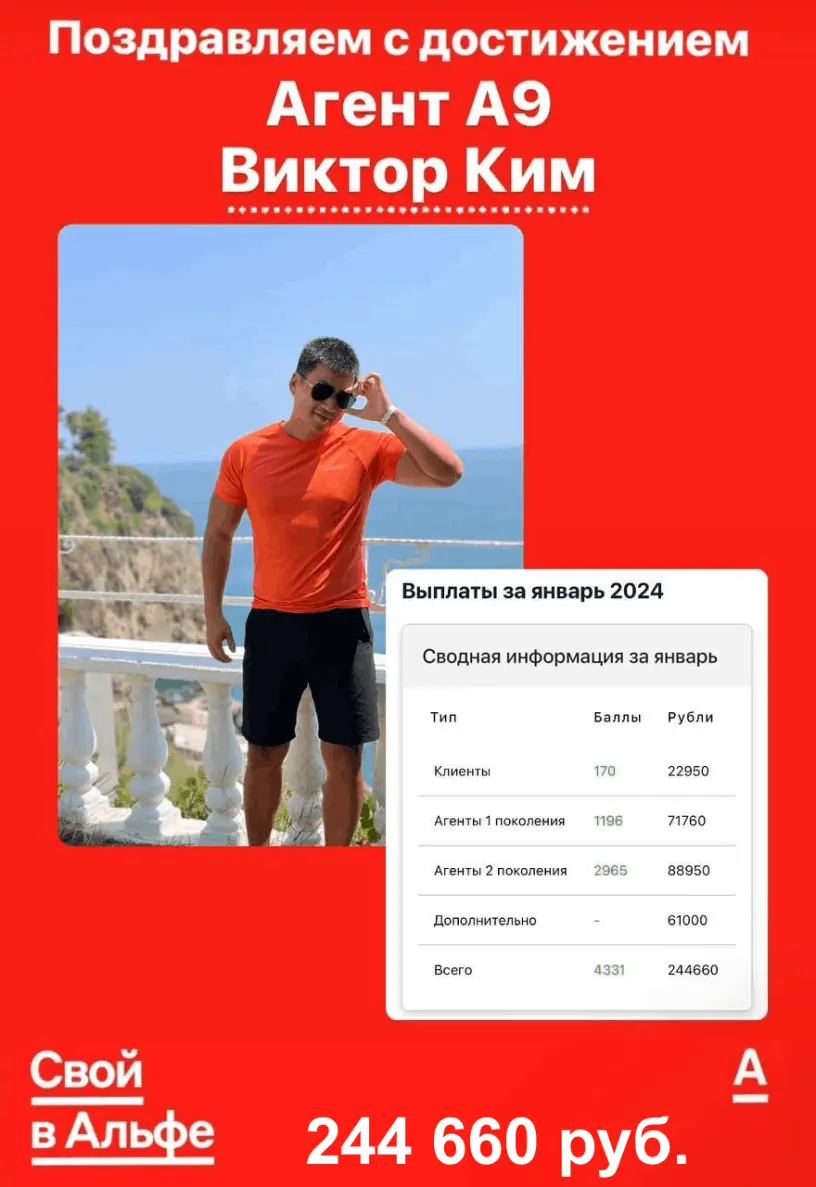 Поздравляем с достижением
Агент А9
Виктор Ким
Выплаты за январь 2024
Сводная информация за январь
Тип Баллы Рубли
Клиенты 170 22950
Агенты 1 поколения 1196 71760
Агенты 2 поколения 2965 88950
Дополнительно - 61000
Всего 4331 244660
Свой
в Альфе
А
244 660 руб.